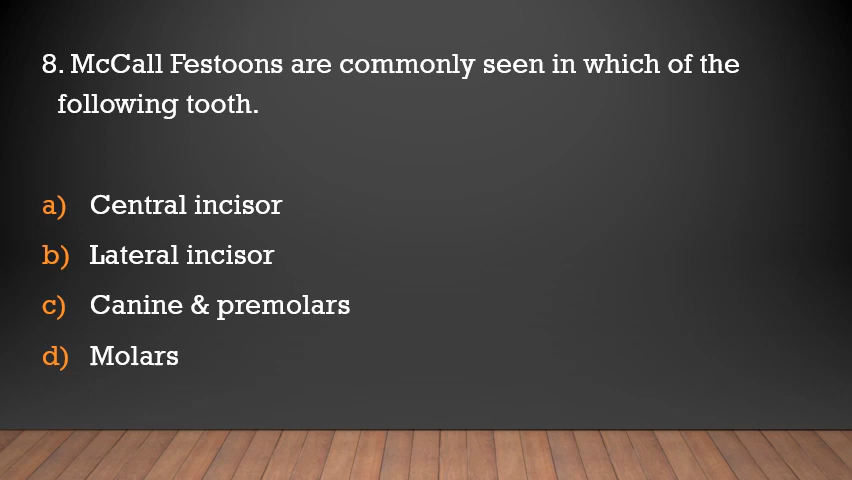 8. McCall Festoons are commonly seen in which of the
following tooth.
a) Central incisor
b) Lateral incisor
c) Canine & premolars
d) Molars